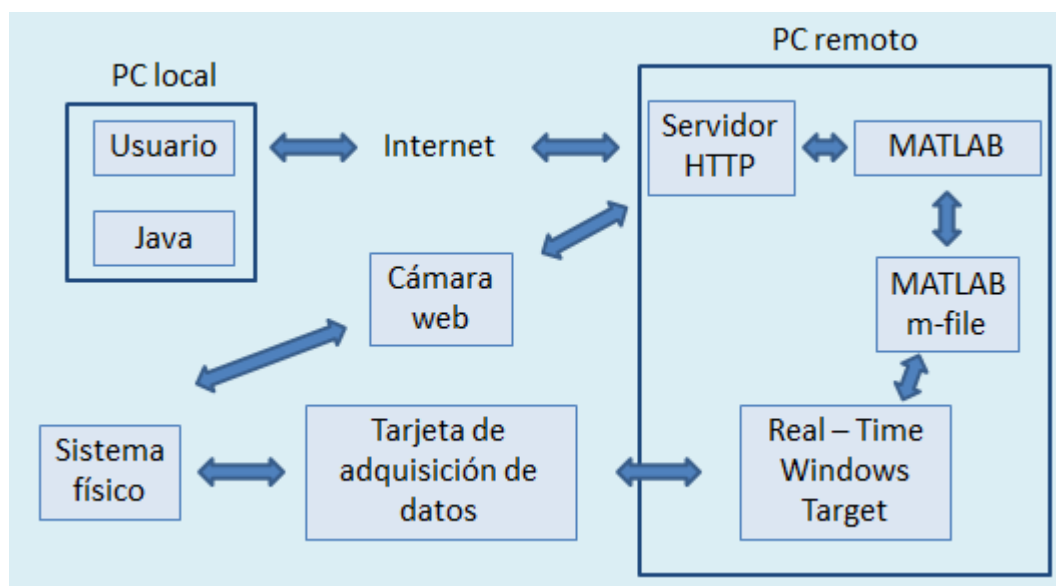 PC remoto
PC local
Usuario
Internet
Servidor
HTTP
MATLAB
Java
Cámara
web
MATLAB
m-file
Sistema
físico
Tarjeta de
adquisición de
datos
Real – Time
Windows
Target